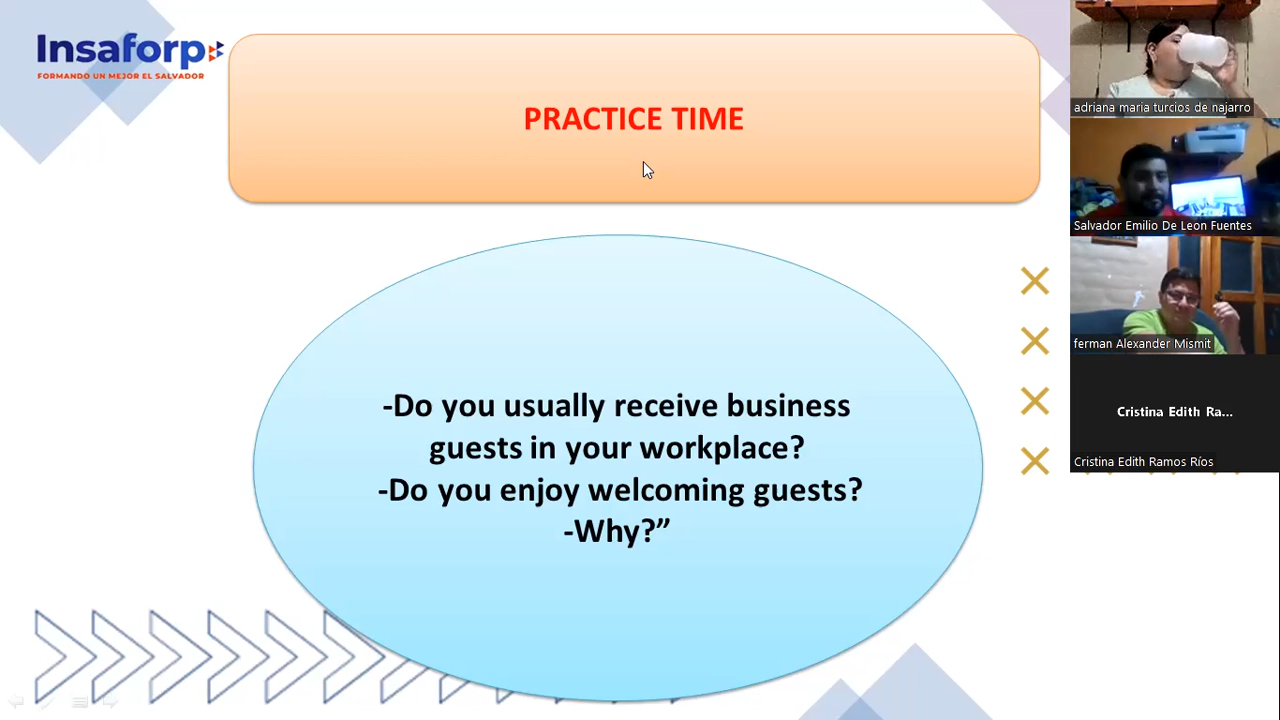 Insaforp
FORMANDO UN MEJOR EL SALVADOR
PRACTICE TIME
-Do you usually receive business
guests in your workplace?
-Do you enjoy welcoming guests?
-Why?”
adriana maria turcios de najarro
Salvador Emilio De Leon Fuentes
ferman Alexander Mismit
Cristina Edith Ra...
Cristina Edith Ramos Ríos